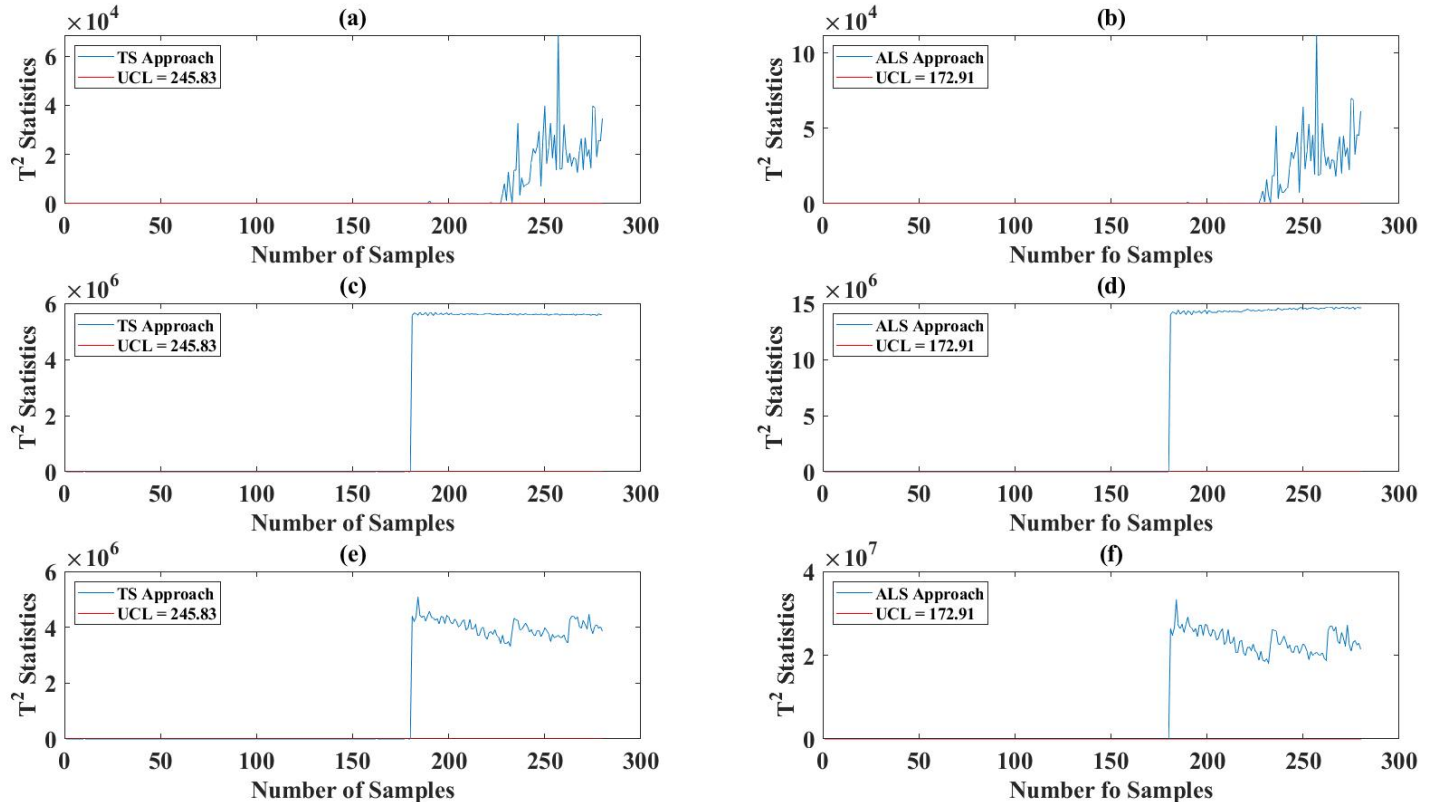 (a)
×10⁴
TS Approach
UCL = 245.83
6
4
2
0
T² Statistics
0 50 100 150 200 250 300
Number of Samples
(b)
×10⁴
ALS Approach
UCL = 172.91
10
5
0
T² Statistics
0 50 100 150 200 250 300
Number fo Samples
(c)
×10⁶
TS Approach
UCL = 245.83
6
4
2
0
T² Statistics
0 50 100 150 200 250 300
Number of Samples
(d)
×10⁶
ALS Approach
UCL = 172.91
15
10
5
0
T² Statistics
0 50 100 150 200 250 300
Number fo Samples
(e)
×10⁶
TS Approach
UCL = 245.83
6
4
2
0
T² Statistics
0 50 100 150 200 250 300
Number of Samples
(f)
×10⁷
ALS Approach
UCL = 172.91
4
2
0
T² Statistics
0 50 100 150 200 250 300
Number fo Samples